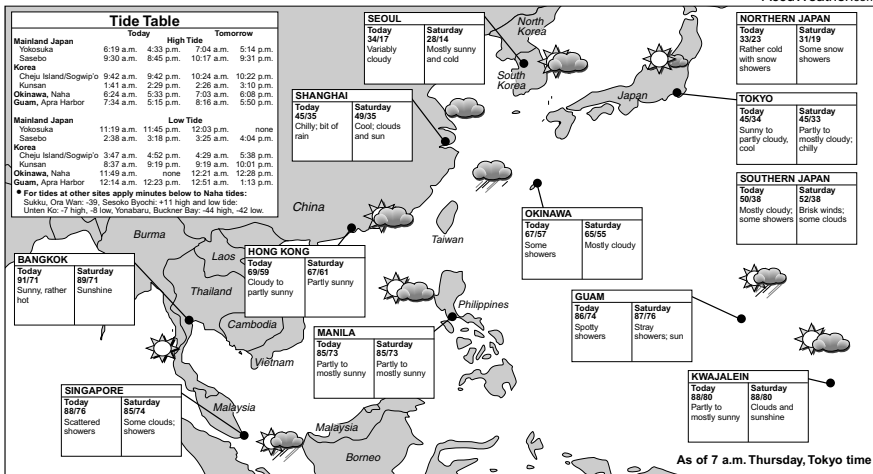 Tide Table
Today Tomorrow
Mainland Japan High Tide
Yokosuka 6:19 a.m. 4:33 p.m. 7:04 a.m. 5:14 p.m.
Sasebo 9:30 a.m. 8:45 p.m. 10:17 a.m. 9:31 p.m.
Korea
Cheju Island/Sogwip'o 9:42 a.m. 9:42 p.m. 10:24 a.m. 10:22 p.m.
Kunsan 1:41 a.m. 2:29 p.m. 2:26 a.m. 3:10 p.m.
Okinawa, Naha 6:24 a.m. 5:33 p.m. 7:03 a.m. 6:08 p.m.
Guam, Apra Harbor 7:34 a.m. 5:15 p.m. 8:16 a.m. 5:50 p.m.
Mainland Japan Low Tide
Yokosuka 11:19 a.m. 11:45 p.m. 12:03 p.m. none
Sasebo 2:38 a.m. 3:18 p.m. 3:25 a.m. 4:04 p.m.
Korea
Cheju Island/Sogwip'o 3:47 a.m. 4:52 p.m. 4:29 a.m. 5:38 p.m.
Kunsan 8:37 a.m. 9:19 p.m. 9:19 a.m. 10:01 p.m.
Okinawa, Naha 11:49 a.m. none 12:21 a.m. 12:28 p.m.
Guam, Apra Harbor 12:14 a.m. 12:23 p.m. 12:51 a.m. 1:13 p.m.
• For tides at other sites apply minutes below to Naha tides:
Sukku, Ora Wan: -39, Sesoko Byochi: +11 high and low tide:
Unten Ko: -7 high, -8 low, Yonabaru, Buckner Bay: -44 high, -42 low.
SEOUL
Today Saturday
34/17 28/14
Variably Mostly sunny
cloudy and cold
North
Korea
South
Korea
NORTHERN JAPAN
Today Saturday
33/23 31/19
Rather cold Some snow
with snow showers
showers
Japan
SHANGHAI
Today Saturday
45/35 49/35
Chilly; bit of Cool; clouds
rain and sun
TOKYO
Today Saturday
45/34 45/33
Sunny to Partly to
partly cloudy, mostly cloudy;
cool chilly
SOUTHERN JAPAN
Today Saturday
50/38 52/38
Mostly cloudy; Brisk winds;
some showers some clouds
China
Taiwan
OKINAWA
Today Saturday
67/57 65/55
Some Mostly cloudy
showers
Burma
Laos
Thailand
Cambodia
Vietnam
BANGKOK
Today Saturday
91/71 89/71
Sunny, rather Sunshine
hot
HONG KONG
Today Saturday
69/59 67/61
Cloudy to Partly sunny
partly sunny
Philippines
GUAM
Today Saturday
86/74 87/76
Spotty Stray
showers showers; sun
MANILA
Today Saturday
85/73 85/73
Partly to Partly to
mostly sunny mostly sunny
KWAJALEIN
Today Saturday
88/80 88/80
Partly to Clouds and
mostly sunny sunshine
SINGAPORE
Today Saturday
88/76 85/74
Scattered Some clouds;
showers showers
Malaysia
Malaysia
Borneo
As of 7 a.m. Thursday, Tokyo time